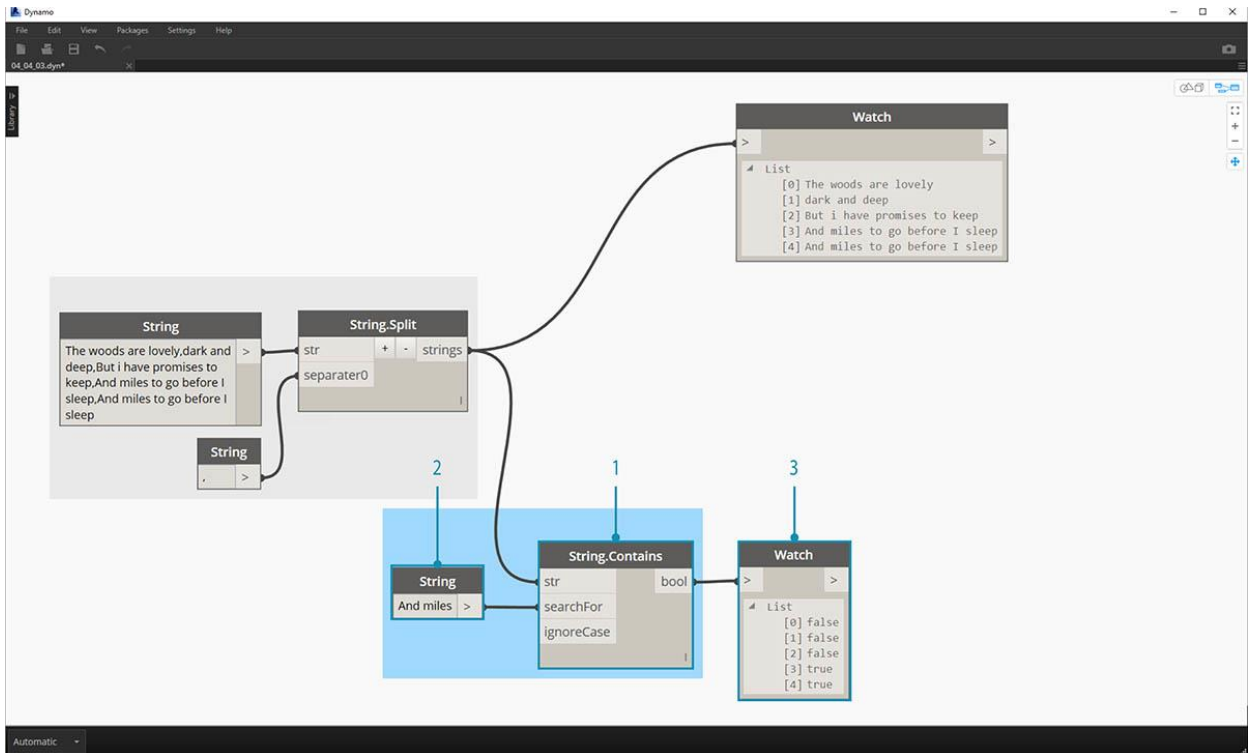 Dynamo
File Edit View Packages Settings Help
04_04_03.dyn*
Library
Watch
> >
List
[0] The woods are lovely
[1] dark and deep
[2] But i have promises to keep
[3] And miles to go before I sleep
[4] And miles to go before I sleep
String
The woods are lovely,dark and >
deep,But i have promises to
keep,And miles to go before I
sleep,And miles to go before I
sleep
String.Split
str + - strings
separater0
String
, >
2
1
3
String
And miles >
String.Contains
str bool
searchFor
ignoreCase
Watch
> >
List
[0] false
[1] false
[2] false
[3] true
[4] true
Automatic